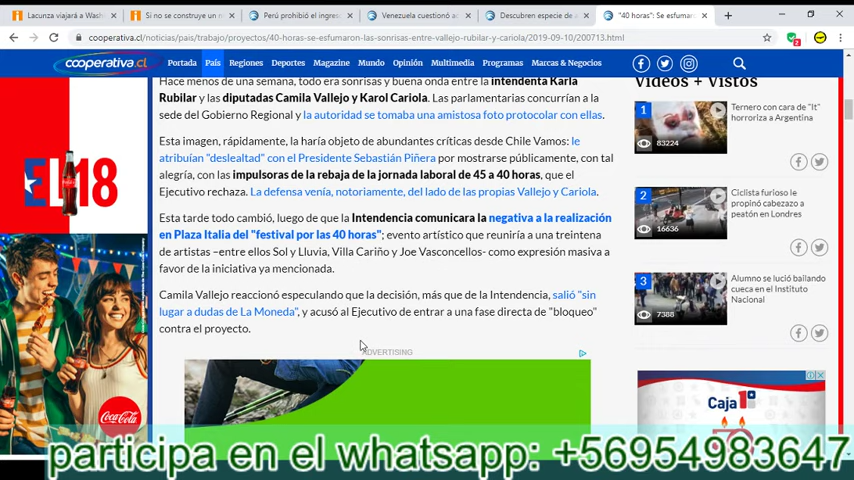 Lacunza viajará a Wash
Si no se construye un n
Perú prohibió el ingres
Venezuela cuestionó ac
Descubren especie de a
"40 horas": Se esfumar
cooperativa.cl/noticias/pais/trabajo/proyectos/40-horas-se-esfumaron-las-sonrisas-entre-vallejo-rubilar-y-cariola/2019-09-10/200713.html
cooperativa.cl
Portada País Regiones Deportes Magazine Mundo Opinión Multimedia Programas Marcas & Negocios
Hace menos de una semana, todo era sonrisas y buena onda entre la intendenta Karla
Rubilar y las diputadas Camila Vallejo y Karol Cariola. Las parlamentarias concurrían a la
sede del Gobierno Regional y la autoridad se tomaba una amistosa foto protocolar con ellas.
Esta imagen, rápidamente, la haría objeto de abundantes críticas desde Chile Vamos: le
atribuían "deslealtad" con el Presidente Sebastián Piñera por mostrarse públicamente, con tal
alegría, con las impulsoras de la rebaja de la jornada laboral de 45 a 40 horas, que el
Ejecutivo rechaza. La defensa venía, notoriamente, del lado de las propias Vallejo y Cariola.
Esta tarde todo cambió, luego de que la Intendencia comunicara la negativa a la realización
en Plaza Italia del "festival por las 40 horas"; evento artístico que reuniría a una treintena
de artistas –entre ellos Sol y Lluvia, Villa Cariño y Joe Vasconcellos- como expresión masiva a
favor de la iniciativa ya mencionada.
Camila Vallejo reaccionó especulando que la decisión, más que de la Intendencia, salió "sin
lugar a dudas de La Moneda", y acusó al Ejecutivo de entrar a una fase directa de "bloqueo"
contra el proyecto.
ADVERTISING
Videos + Vistos
1
Ternero con cara de "It"
horroriza a Argentina
83224
2
Ciclista furioso le
propinó cabezazo a
peatón en Londres
16636
3
Alumno se lució bailando
cueca en el Instituto
Nacional
7388
Caja
EL18
Coca-Cola
participa en el whatsapp: +56954983647